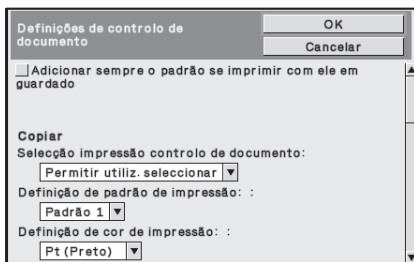 Definições de controlo de
documento
OK
Cancelar
Adicionar sempre o padrão se imprimir com ele em
guardado
Copiar
Selecção impressão controlo de documento:
Permitir utiliz. seleccionar
Definição de padrão de impressão: :
Padrão 1
Definição de cor de impressão: :
Pt (Preto)